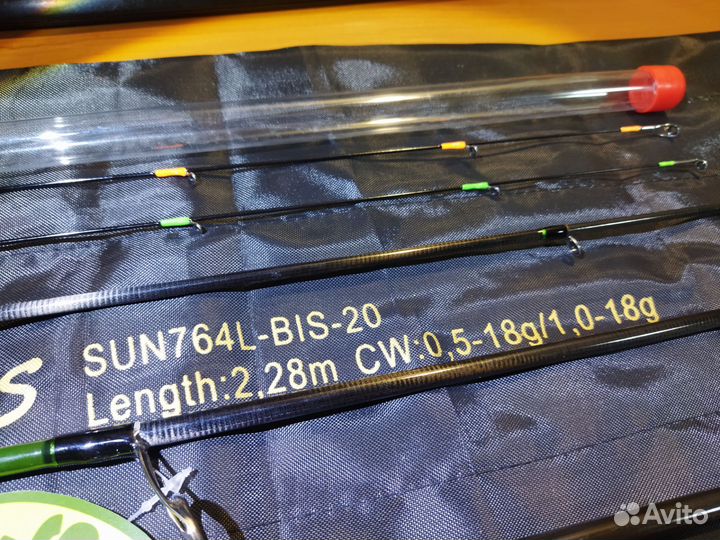 SUN764L-BIS-20
Length:2,28m CW:0,5-18g/1,0-18g
S
Avito